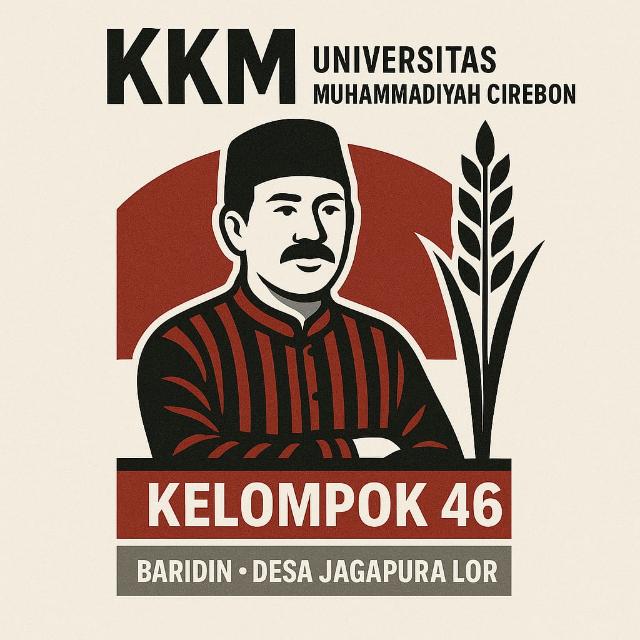 KKM
UNIVERSITAS
MUHAMMADIYAH CIREBON
KELOMPOK 46
BARIDIN • DESA JAGAPURA LOR